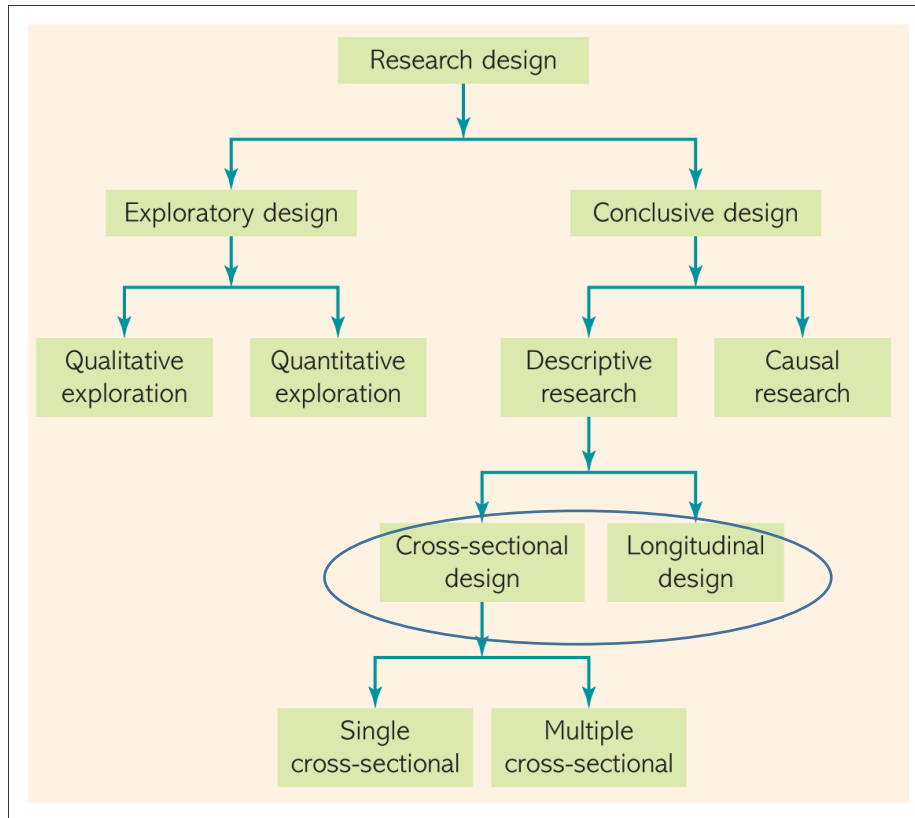 Research design
Exploratory design
Conclusive design
Qualitative
exploration
Quantitative
exploration
Descriptive
research
Causal
research
Cross-sectional
design
Longitudinal
design
Single
cross-sectional
Multiple
cross-sectional